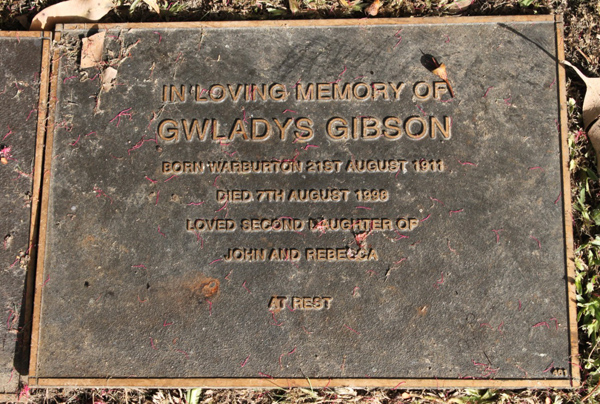 IN LOVING MEMORY OF
GWLADYS GIBSON
BORN WARBURTON 21ST AUGUST 1911
DIED 7TH AUGUST 1998
LOVED SECOND DAUGHTER OF
JOHN AND REBECCA
AT REST